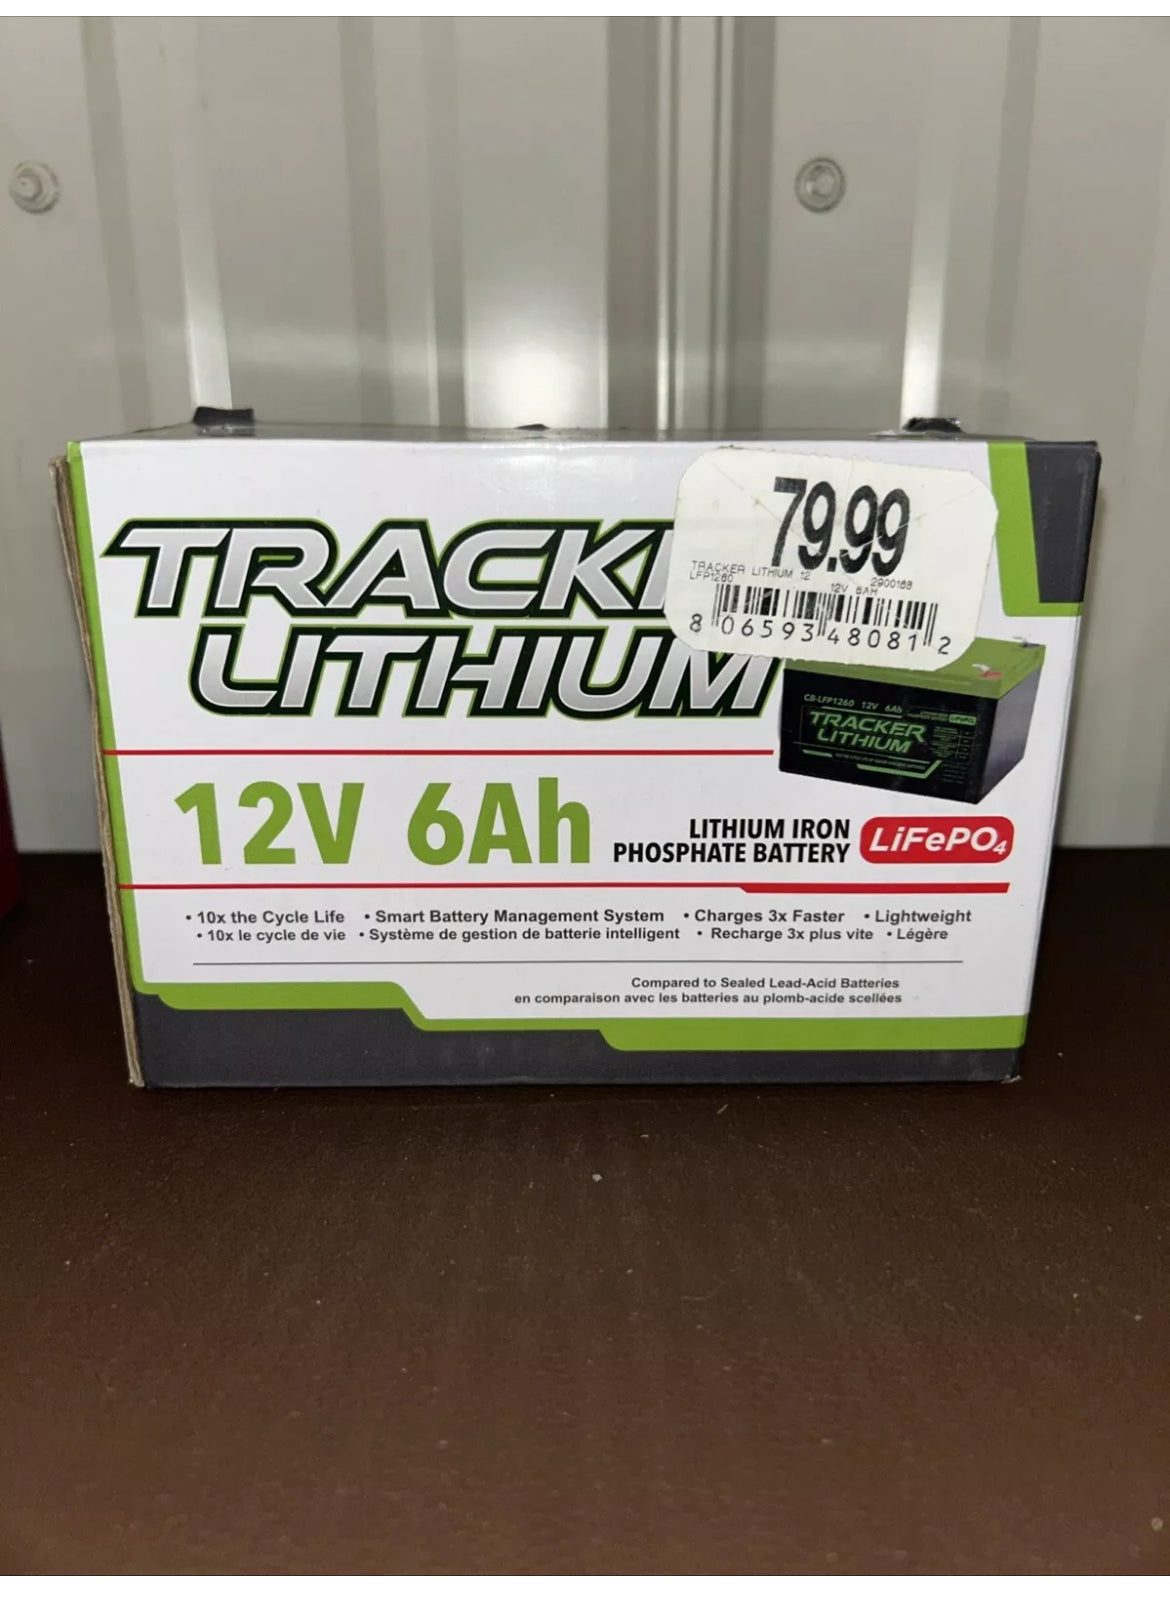 79.99
TRACKER LITHIUM 12 2900168
LFP1260 12V 6AH
8 06593 48081 2
TRACKER
LITHIUM
CB-LFP1260 12V 6Ah
TRACKER
LITHIUM
12V 6Ah
LITHIUM IRON
PHOSPHATE BATTERY
LiFePO4
• 10x the Cycle Life • Smart Battery Management System • Charges 3x Faster • Lightweight
• 10x le cycle de vie • Système de gestion de batterie intelligent • Recharge 3x plus vite • Légère
Compared to Sealed Lead-Acid Batteries
en comparaison avec les batteries au plomb-acide scellées